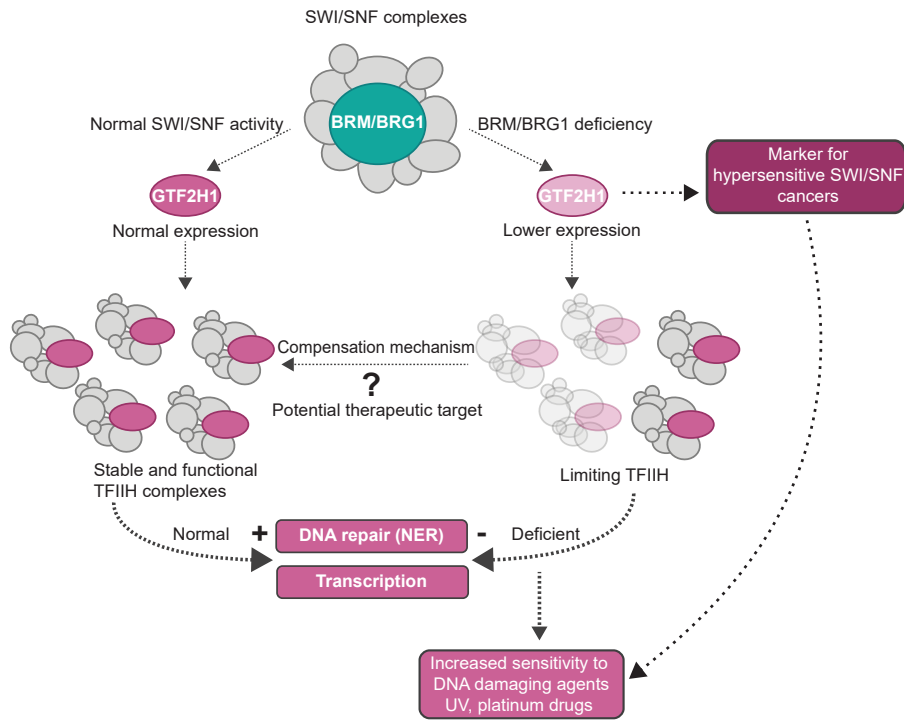 SWI/SNF complexes
BRM/BRG1
Normal SWI/SNF activity
BRM/BRG1 deficiency
GTF2H1
Normal expression
GTF2H1
Lower expression
Marker for
hypersensitive SWI/SNF
cancers
Compensation mechanism
?
Potential therapeutic target
Stable and functional
TFIIH complexes
Limiting TFIIH
Normal
+
DNA repair (NER)
-
Deficient
Transcription
Increased sensitivity to
DNA damaging agents
UV, platinum drugs